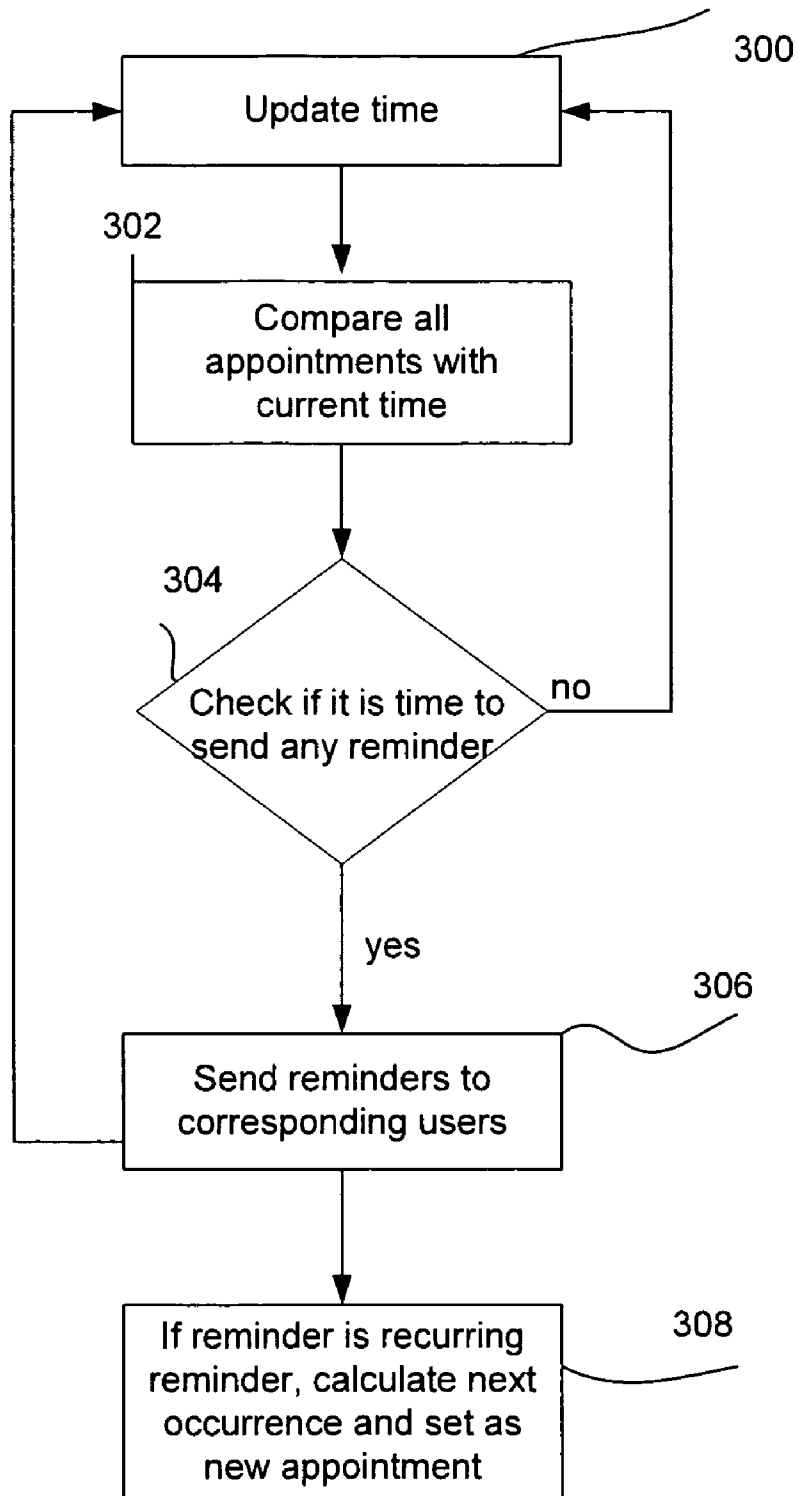 300
Update time
302
Compare all
appointments with
current time
304
Check if it is time to
send any reminder
no
yes
306
Send reminders to
corresponding users
308
If reminder is recurring
reminder, calculate next
occurrence and set as
new appointment